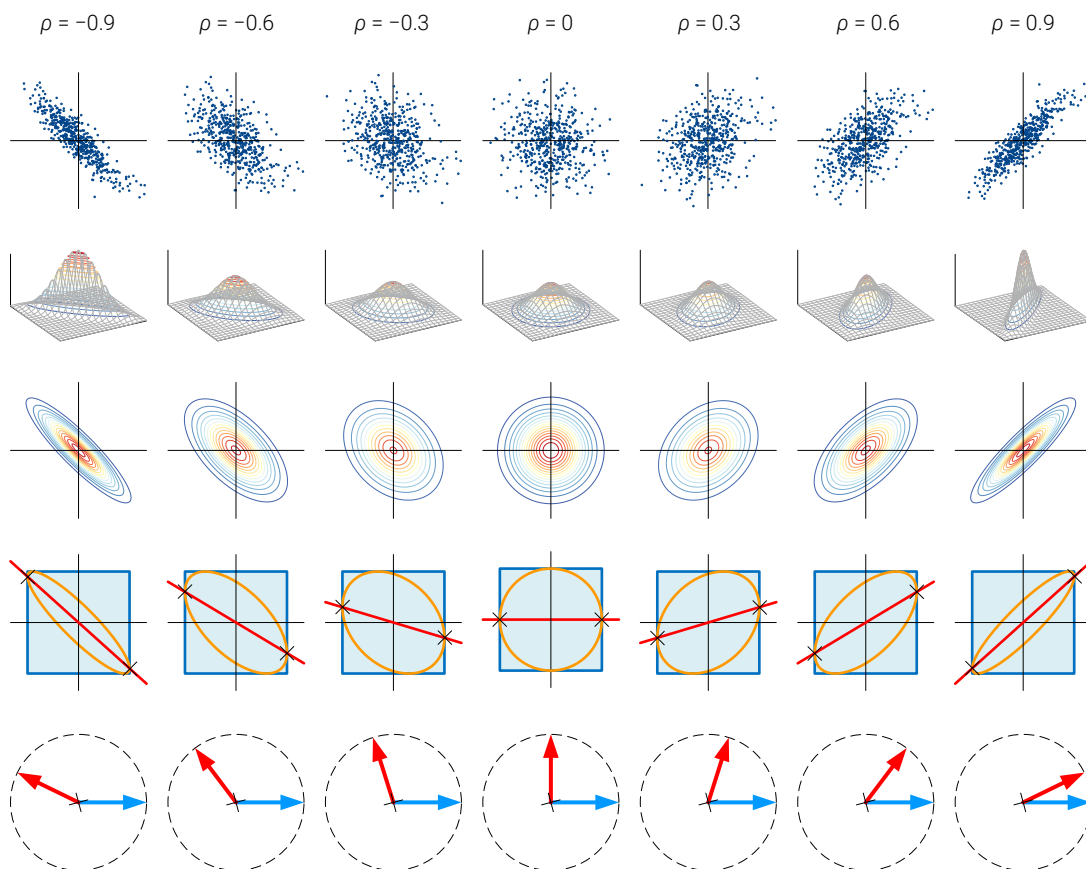 ρ = −0.9 ρ = −0.6 ρ = −0.3 ρ = 0 ρ = 0.3 ρ = 0.6 ρ = 0.9